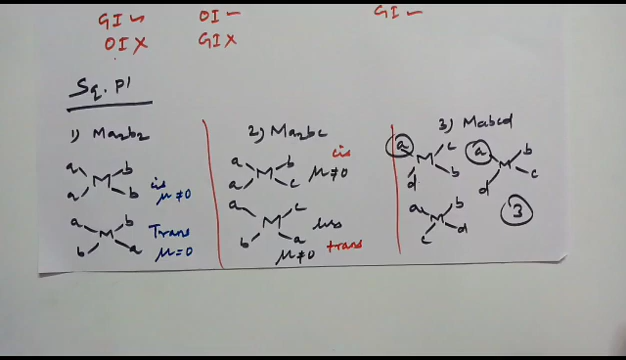 GI ✓ OI ✓ GI ✓
OI X GI X
Sq. pl
1) Ma2b2
2) Ma2bc
3) Mabcd
a b
M
a b
cis
μ ≠ 0
a b
M
b a
Trans
μ = 0
a b
M
a c
cis
μ ≠ 0
a c
M
b a
less
μ ≠ 0
trans
a c
M
d b
a b
M
d c
a b
M
c d
3